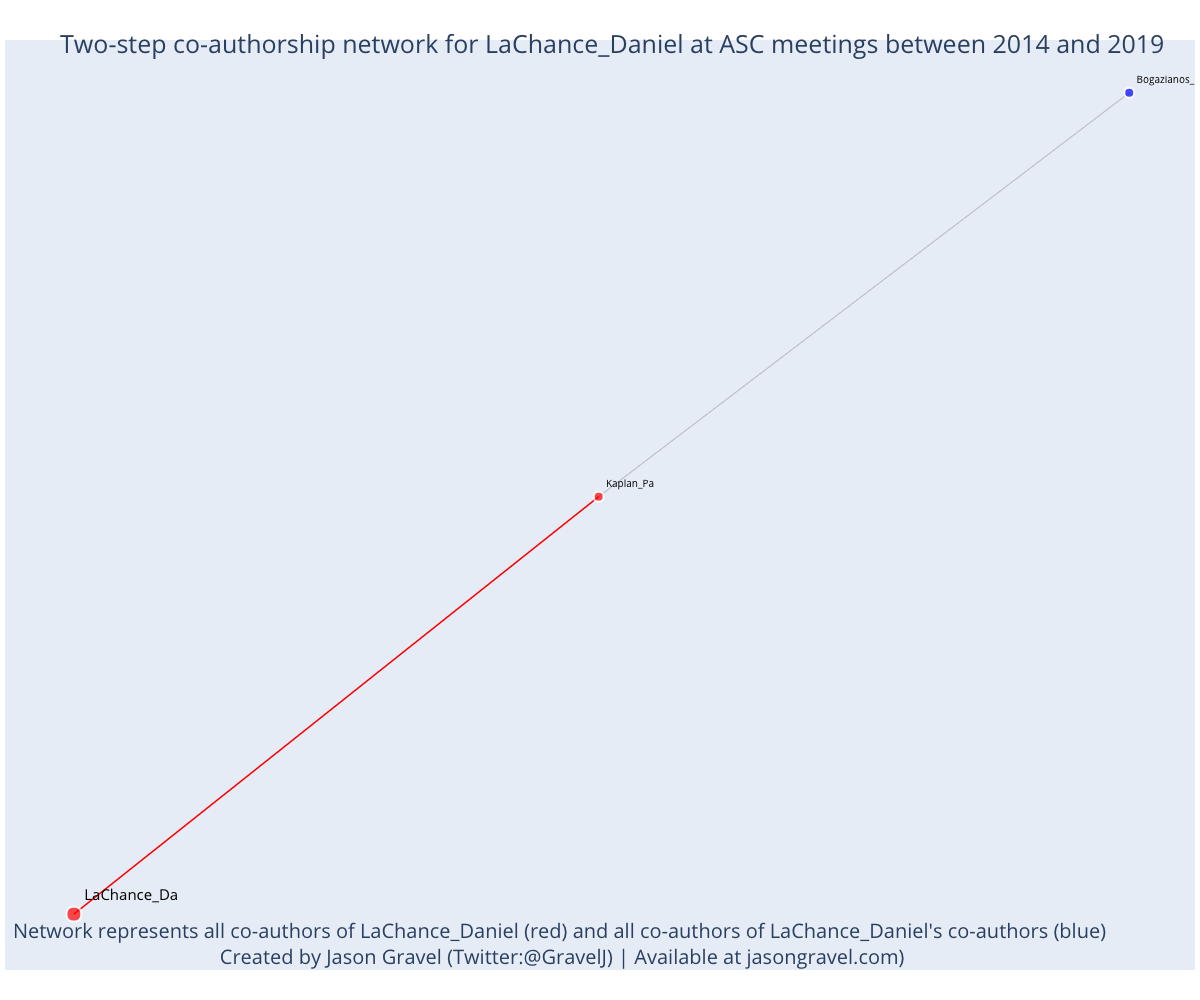 Two-step co-authorship network for LaChance_Daniel at ASC meetings between 2014 and 2019
Bogazianos_
Kaplan_Pa
LaChance_Da
Network represents all co-authors of LaChance_Daniel (red) and all co-authors of LaChance_Daniel's co-authors (blue)
Created by Jason Gravel (Twitter:@GravelJ) | Available at jasongravel.com)